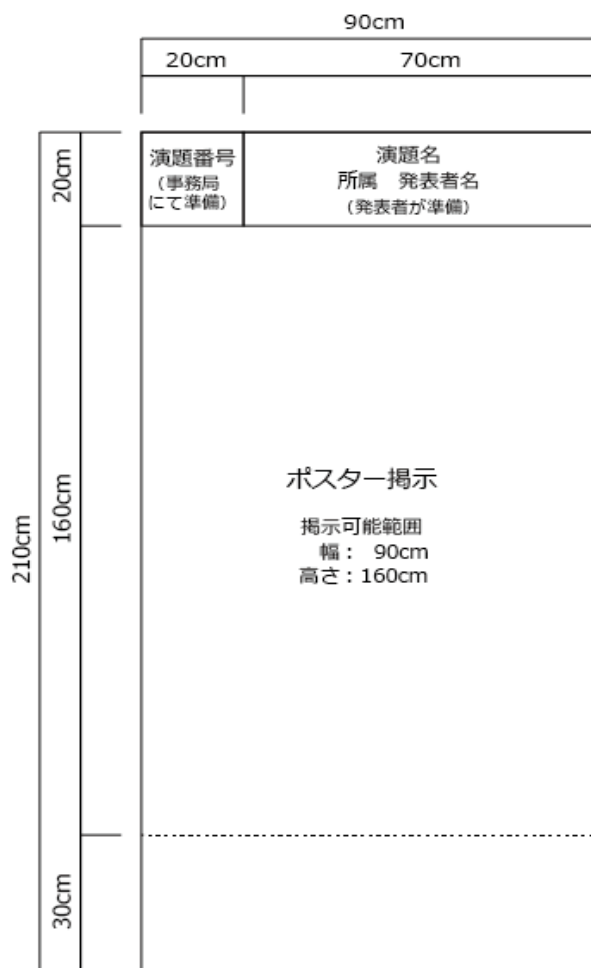 90cm
20cm
70cm
20cm
演題番号
(事務局
にて準備)
演題名
所属　発表者名
(発表者が準備)
210cm
160cm
ポスター掲示
掲示可能範囲
幅： 90cm
高さ：160cm
30cm